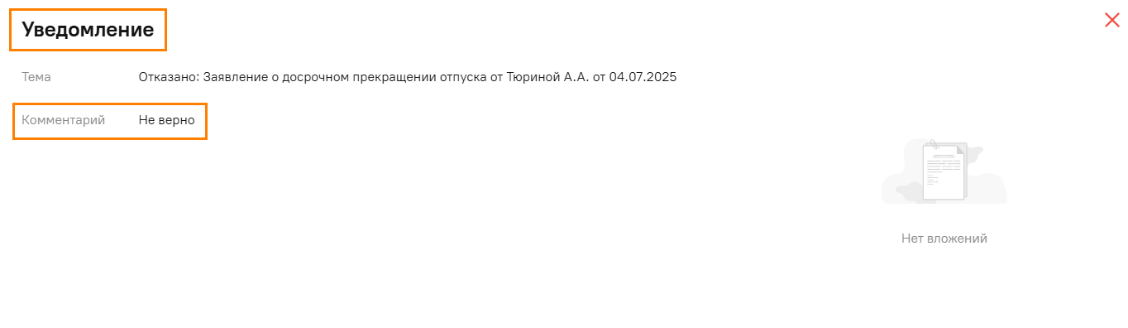 Уведомление
Тема Отказано: Заявление о досрочном прекращении отпуска от Тюриной А.А. от 04.07.2025
Комментарий Не верно
Нет вложений